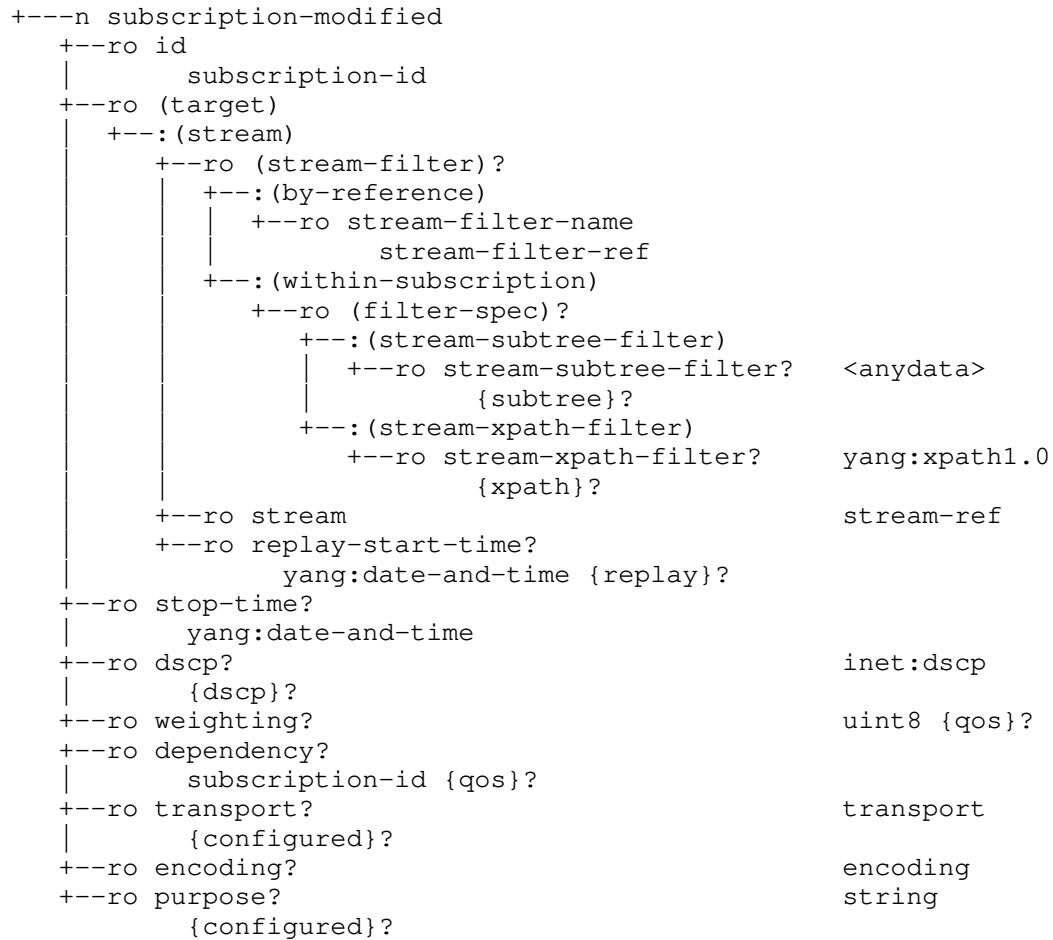 +---n subscription-modified
   +--ro id
   |       subscription-id
   +--ro (target)
   |  +--:(stream)
   |     +--ro (stream-filter)?
   |     |  +--:(by-reference)
   |     |  |  +--ro stream-filter-name
   |     |  |          stream-filter-ref
   |     |  +--:(within-subscription)
   |     |     +--ro (filter-spec)?
   |     |        +--:(stream-subtree-filter)
   |     |        |  +--ro stream-subtree-filter?   <anydata>
   |     |        |          {subtree}?
   |     |        +--:(stream-xpath-filter)
   |     |           +--ro stream-xpath-filter?     yang:xpath1.0
   |     |                   {xpath}?
   |     +--ro stream                               stream-ref
   |     +--ro replay-start-time?
   |             yang:date-and-time {replay}?
   +--ro stop-time?
   |       yang:date-and-time
   +--ro dscp?                                      inet:dscp
   |       {dscp}?
   +--ro weighting?                                 uint8 {qos}?
   +--ro dependency?
   |       subscription-id {qos}?
   +--ro transport?                                 transport
   |       {configured}?
   +--ro encoding?                                  encoding
   +--ro purpose?                                   string
           {configured}?